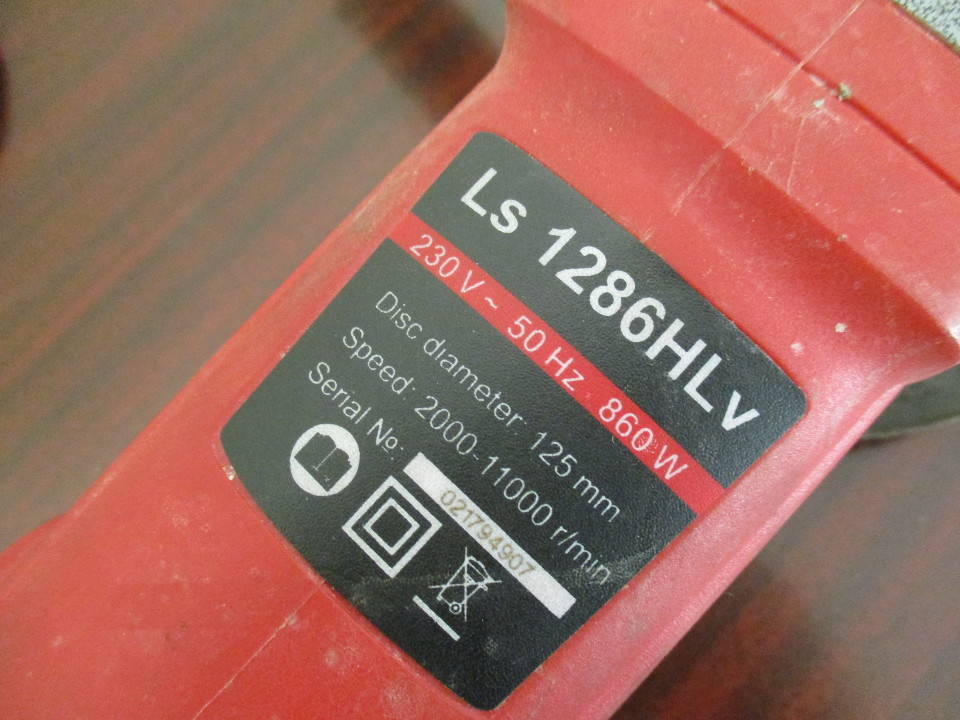 Ls 1286HLv
230 V ~ 50 Hz 860 W
Disc diameter: 125 mm
Speed: 2000-11000 r/min
Serial №: 021794907